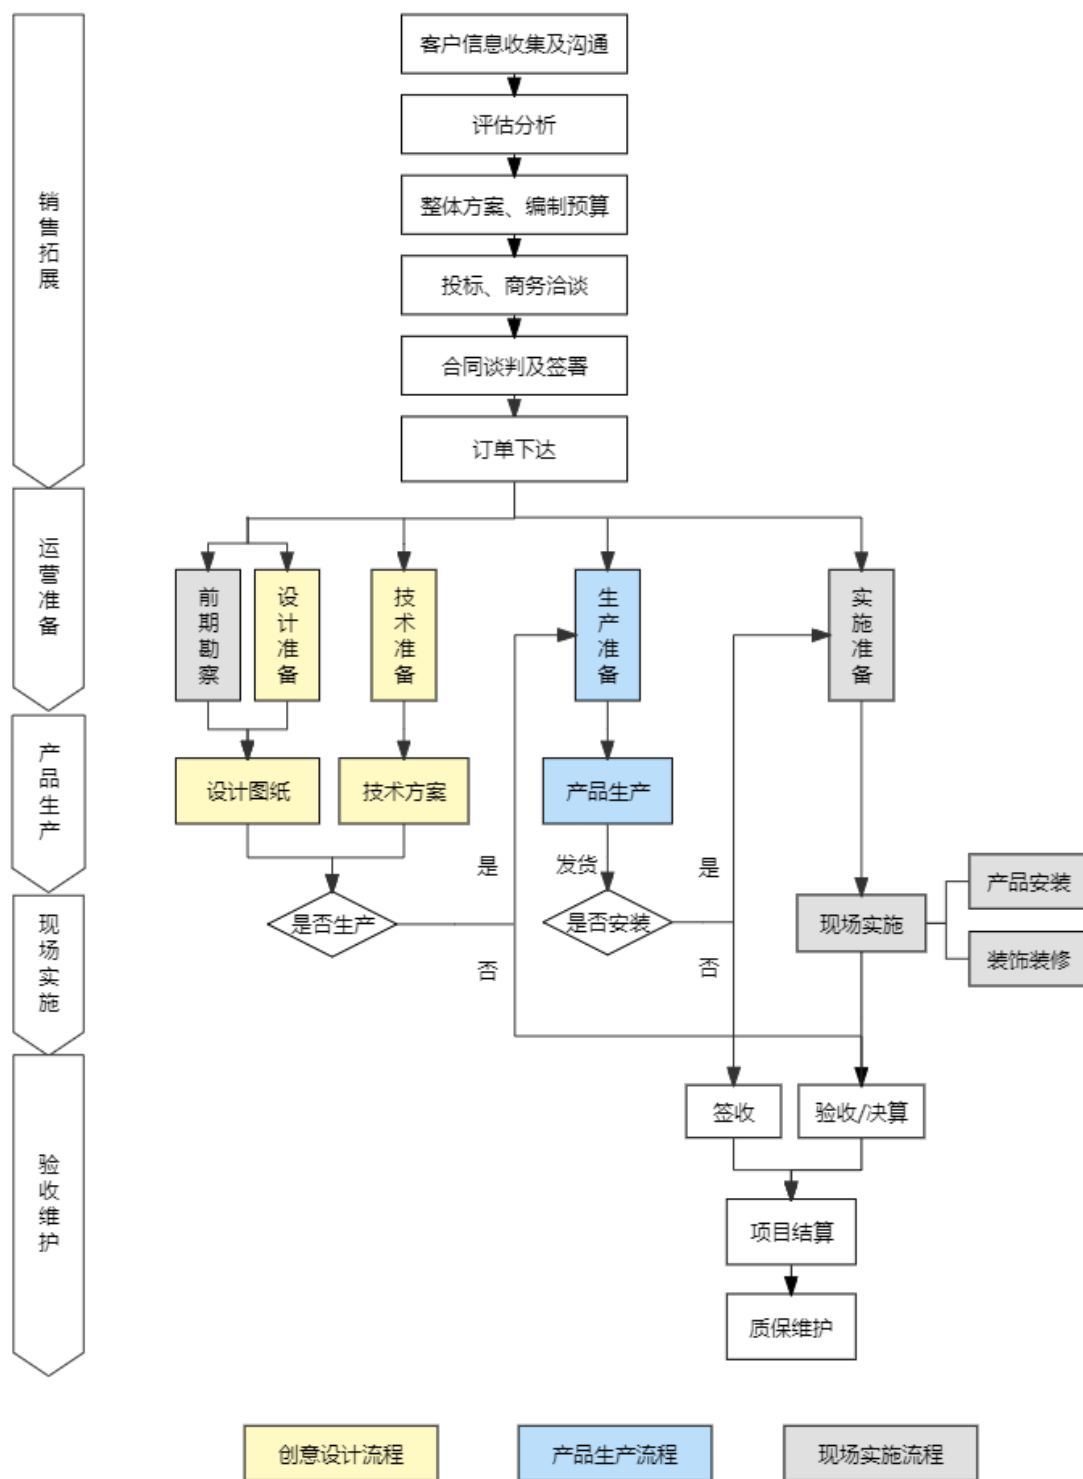 客户信息收集及沟通
评估分析
整体方案、编制预算
投标、商务洽谈
合同谈判及签署
订单下达
销售拓展
运营准备
前期勘察
设计准备
技术准备
生产准备
实施准备
产品生产
设计图纸
技术方案
产品生产
是
发货
是
产品安装
现场实施
是否生产
是否安装
现场实施
否
否
装饰装修
签收
验收/决算
验收维护
项目结算
质保维护
创意设计流程
产品生产流程
现场实施流程